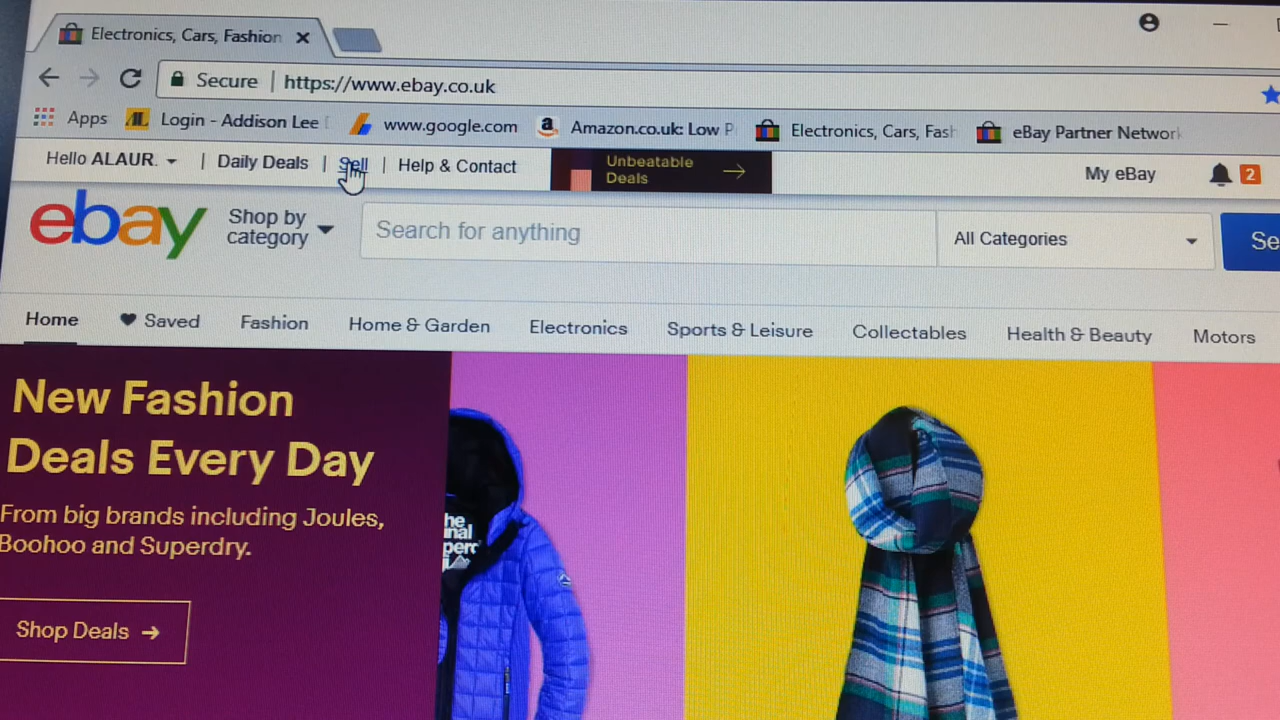 Electronics, Cars, Fashion
Secure | https://www.ebay.co.uk
Apps Login - Addison Lee www.google.com Amazon.co.uk: Low P Electronics, Cars, Fash eBay Partner Network
Hello ALAUR. | Daily Deals | Sell | Help & Contact Unbeatable Deals → My eBay 2
ebay Shop by category Search for anything All Categories Se
Home Saved Fashion Home & Garden Electronics Sports & Leisure Collectables Health & Beauty Motors
New Fashion
Deals Every Day
From big brands including Joules,
Boohoo and Superdry.
Shop Deals →